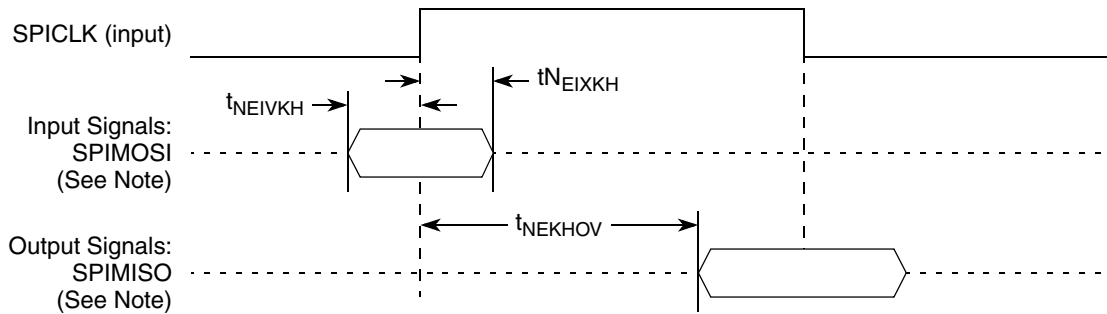 SPICLK (input)
tNEIXKH
tNEIVKH
Input Signals:
SPIMOSI
(See Note)
tNEKHOV
Output Signals:
SPIMISO
(See Note)